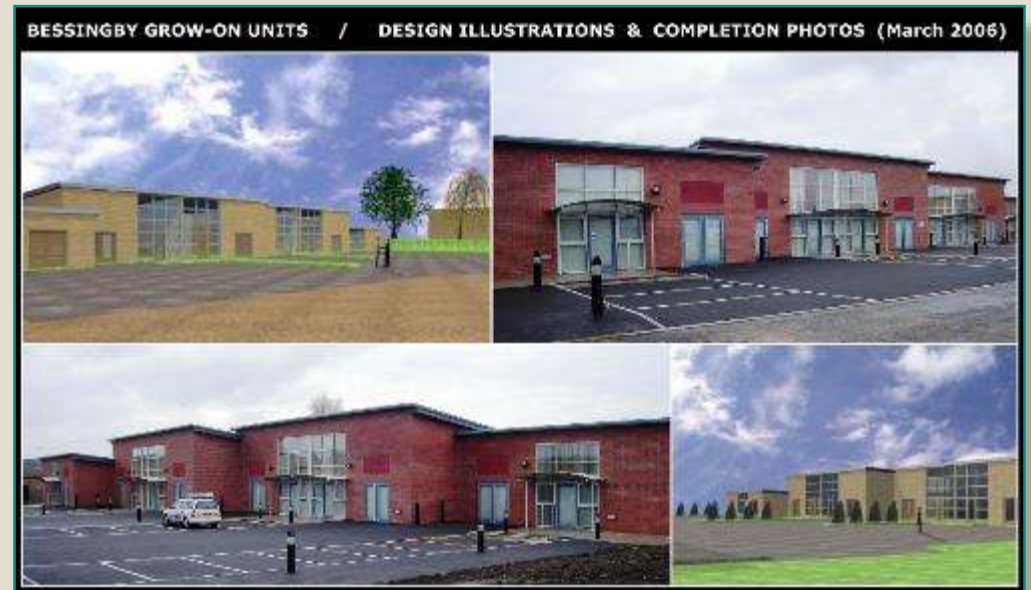 BESSINGBY GROW-ON UNITS / DESIGN ILLUSTRATIONS & COMPLETION PHOTOS (March 2006)